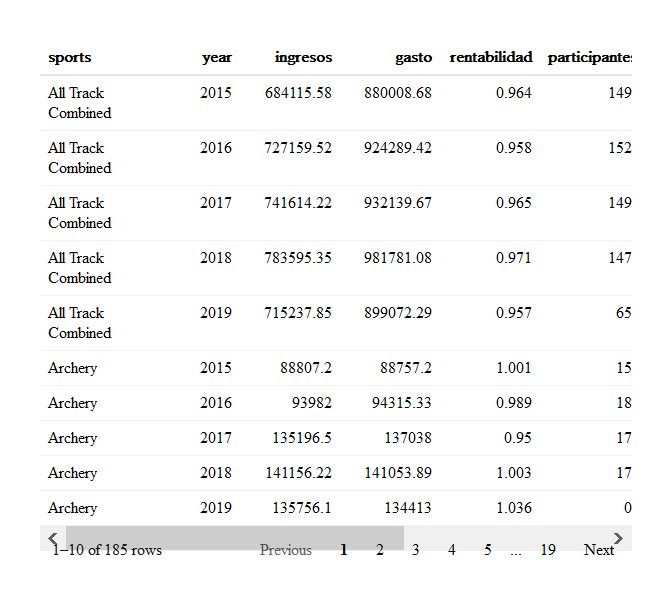 sports year ingresos gasto rentabilidad participantes
All Track 2015 684115.58 880008.68 0.964 149
Combined
All Track 2016 727159.52 924289.42 0.958 152
Combined
All Track 2017 741614.22 932139.67 0.965 149
Combined
All Track 2018 783595.35 981781.08 0.971 147
Combined
All Track 2019 715237.85 899072.29 0.957 65
Combined
Archery 2015 88807.2 88757.2 1.001 15
Archery 2016 93982 94315.33 0.989 18
Archery 2017 135196.5 137038 0.95 17
Archery 2018 141156.22 141053.89 1.003 17
Archery 2019 135756.1 134413 1.036 0
1–10 of 185 rows Previous 1 2 3 4 5 ... 19 Next